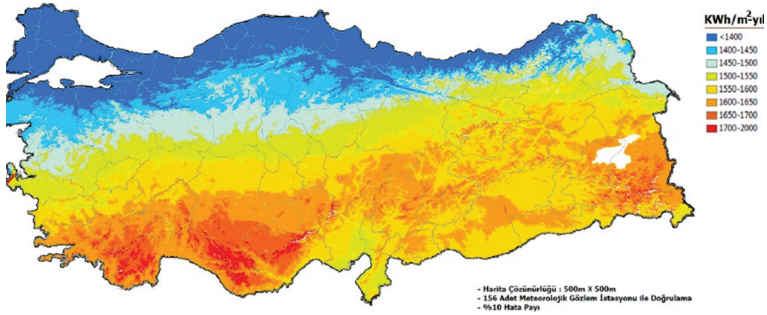 KWh/m²-yıl
<1400
1400-1450
1450-1500
1500-1550
1550-1600
1600-1650
1650-1700
1700-2000
- Harita Çözünürlüğü : 500m X 500m
- 156 Adet Meteorolojik Gözlem İstasyonu ile Doğrulama
- %10 Hata Payı